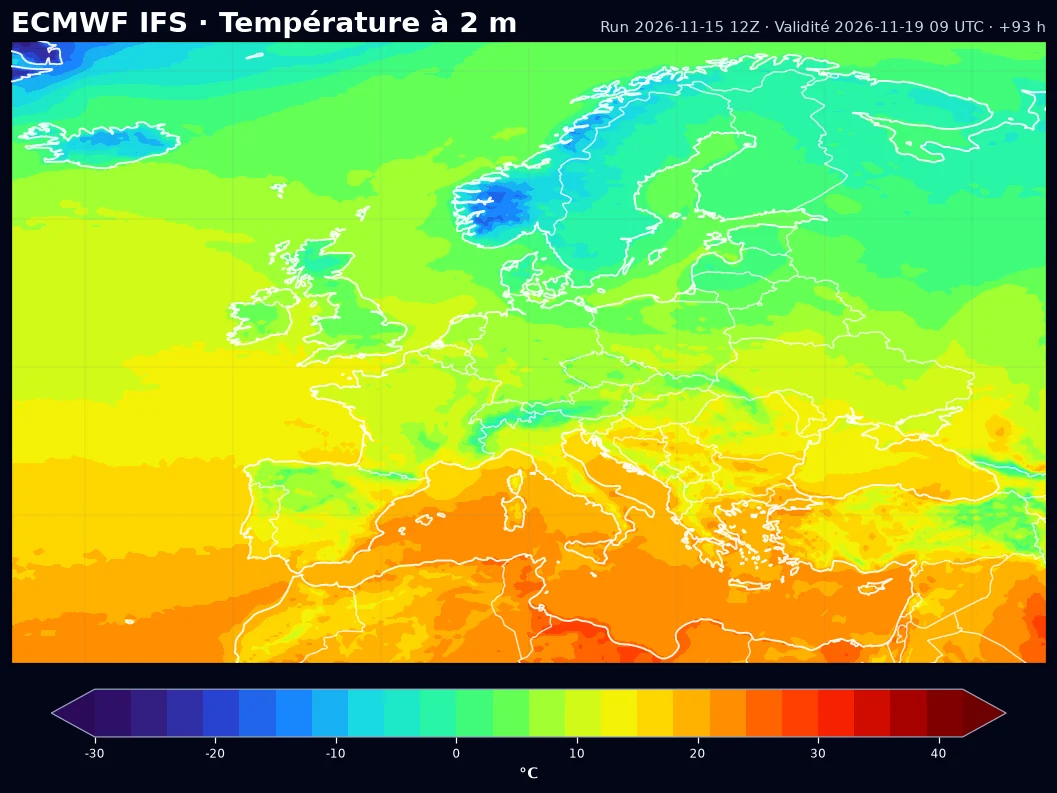 ECMWF IFS · Température à 2 m
Run 2026-11-15 12Z · Validité 2026-11-19 09 UTC · +93 h
-30 -20 -10 0 10 20 30 40
°C